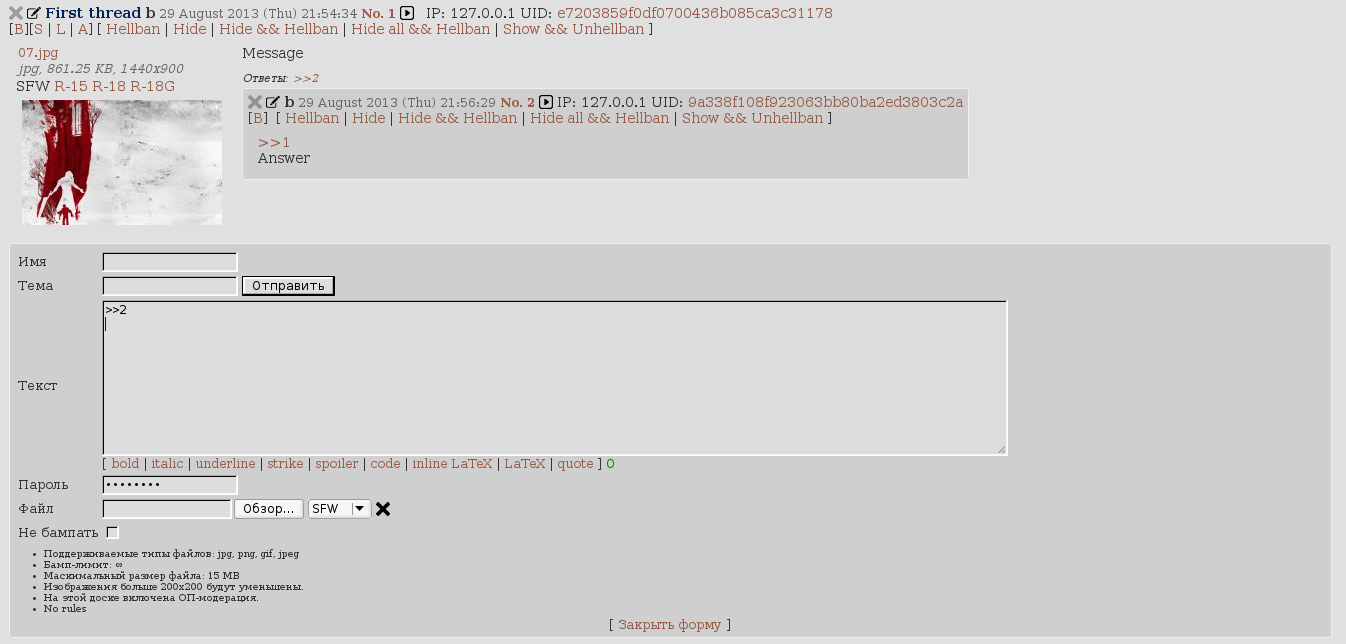 First thread b 29 August 2013 (Thu) 21:54:34 No. 1 IP: 127.0.0.1 UID: e7203859f0df0700436b085ca3c31178
[B][S | L | A] [ Hellban | Hide | Hide && Hellban | Hide all && Hellban | Show && Unhellban ]
07.jpg
jpg, 861.25 KB, 1440x900
SFW R-15 R-18 R-18G
Message
Ответы: >>2
b 29 August 2013 (Thu) 21:56:29 No. 2 IP: 127.0.0.1 UID: 9a338f108f923063bb80ba2ed3803c2a
[B] [ Hellban | Hide | Hide && Hellban | Hide all && Hellban | Show && Unhellban ]
>>1
Answer
Имя
Тема Отправить
>>2
Текст
[ bold | italic | underline | strike | spoiler | code | inline LaTeX | LaTeX | quote ] 0
Пароль ••••••••
Файл Обзор... SFW
Не бампать
• Поддерживаемые типы файлов: jpg, png, gif, jpeg
• Бамп-лимит: ∞
• Масжимальный размер файла: 15 MB
• Изображения больше 200x200 будут уменьшены.
• На этой доске включена ОП-модерация.
• No rules
[ Закрыть форму ]